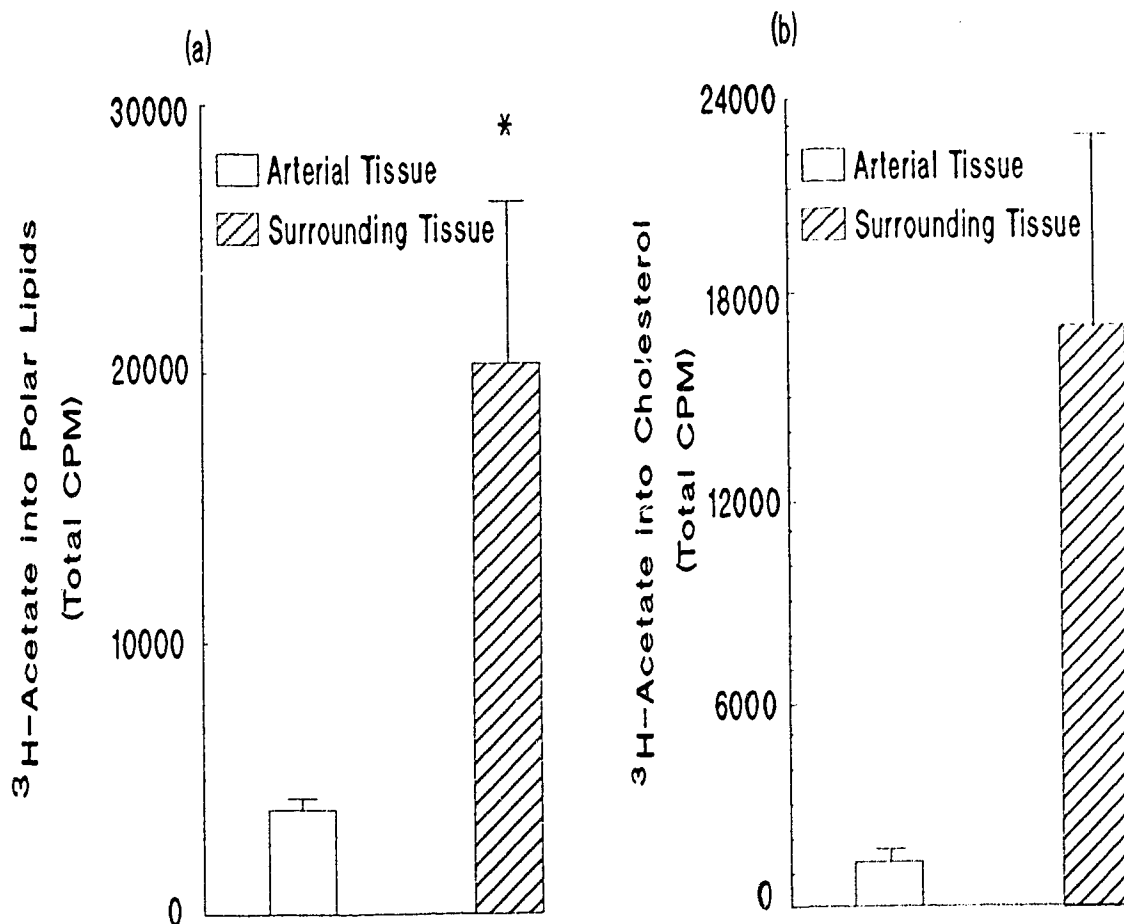 (a)
30000
20000
10000
0
³H-Acetate into Polar Lipids
(Total CPM)
*
Arterial Tissue
Surrounding Tissue
(b)
24000
18000
12000
6000
0
³H-Acetate into Cholesterol
(Total CPM)
Arterial Tissue
Surrounding Tissue